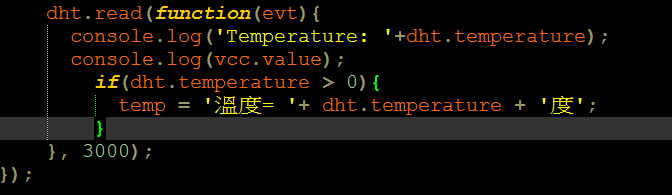 dht.read(function(evt){
console.log('Temperature: '+dht.temperature);
console.log(vcc.value);
if(dht.temperature > 0){
temp = '溫度= '+ dht.temperature + '度';
}
}, 3000);
});